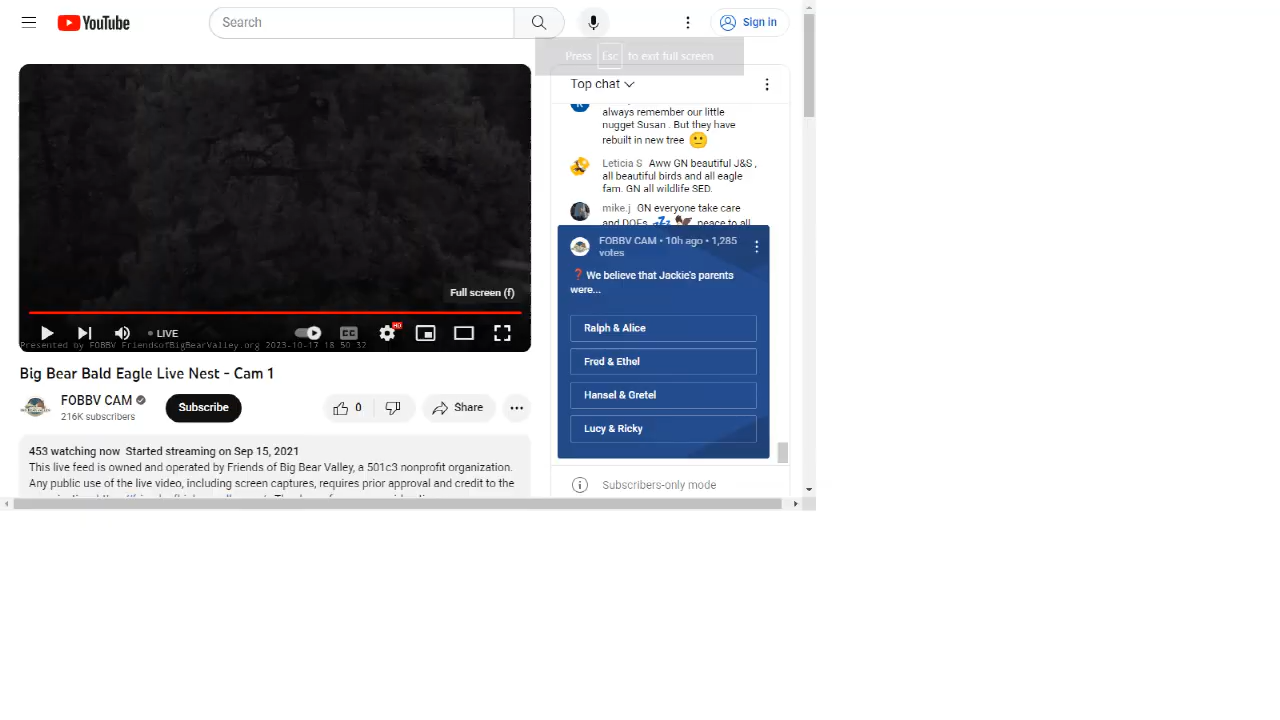 YouTube
Search
Sign in
Press Esc to exit full screen
Top chat
always remember our little
nugget Susan . But they have
rebuilt in new tree
Leticia S Aww GN beautiful J&S ,
all beautiful birds and all eagle
fam. GN all wildlife SED.
mike.j GN everyone take care
and peace to all
FOBBV CAM • 10h ago • 1,285
votes
❓We believe that Jackie's parents
were...
Ralph & Alice
Fred & Ethel
Hansel & Gretel
Lucy & Ricky
Subscribers-only mode
Full screen (f)
LIVE
CC
HD
Presented by FOBBV FriendsofBigBearValley.org 2023-10-17 18 50 32
Big Bear Bald Eagle Live Nest - Cam 1
FOBBV CAM
216K subscribers
Subscribe
0
Share
453 watching now Started streaming on Sep 15, 2021
This live feed is owned and operated by Friends of Big Bear Valley, a 501c3 nonprofit organization.
Any public use of the live video, including screen captures, requires prior approval and credit to the